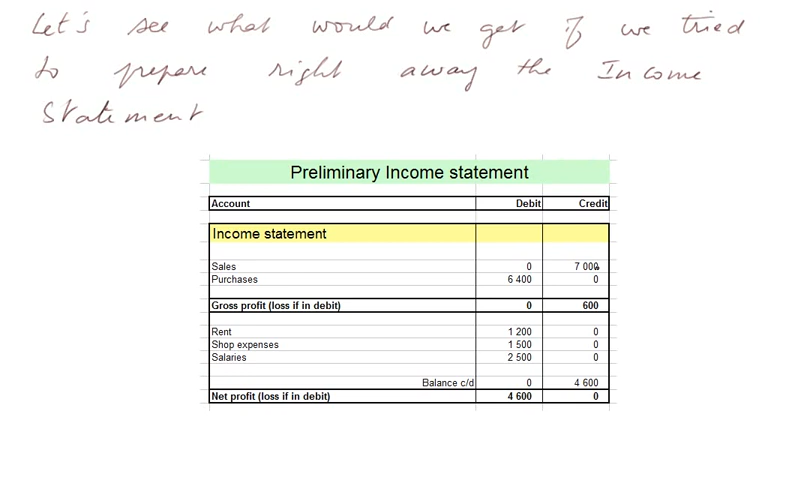 Let's see what would we get if we tried
to prepare right away the Income
Statement
Preliminary Income statement
Account Debit Credit
Income statement
Sales 0 7 000
Purchases 6 400 0
Gross profit (loss if in debit) 0 600
Rent 1 200 0
Shop expenses 1 500 0
Salaries 2 500 0
Balance c/d 0 4 600
Net profit (loss if in debit) 4 600 0